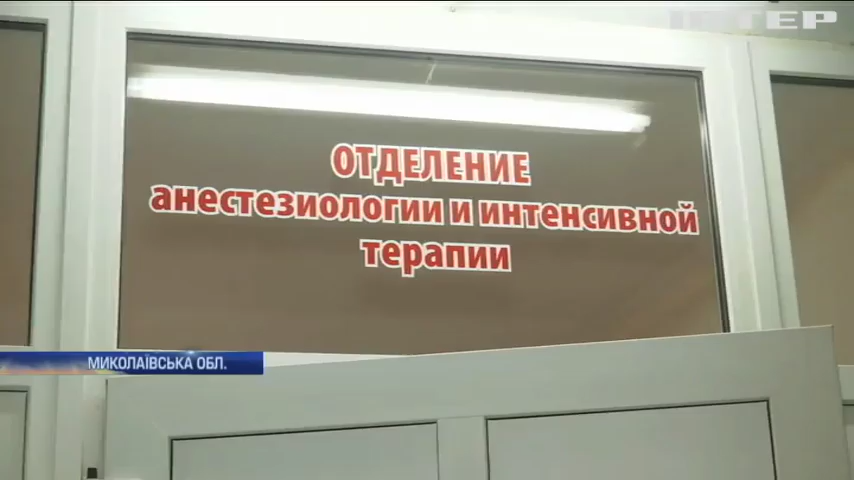 ІНТЕР
ОТДЕЛЕНИЕ
анестезиологии и интенсивной
терапии
МИКОЛАЇВСЬКА ОБЛ.